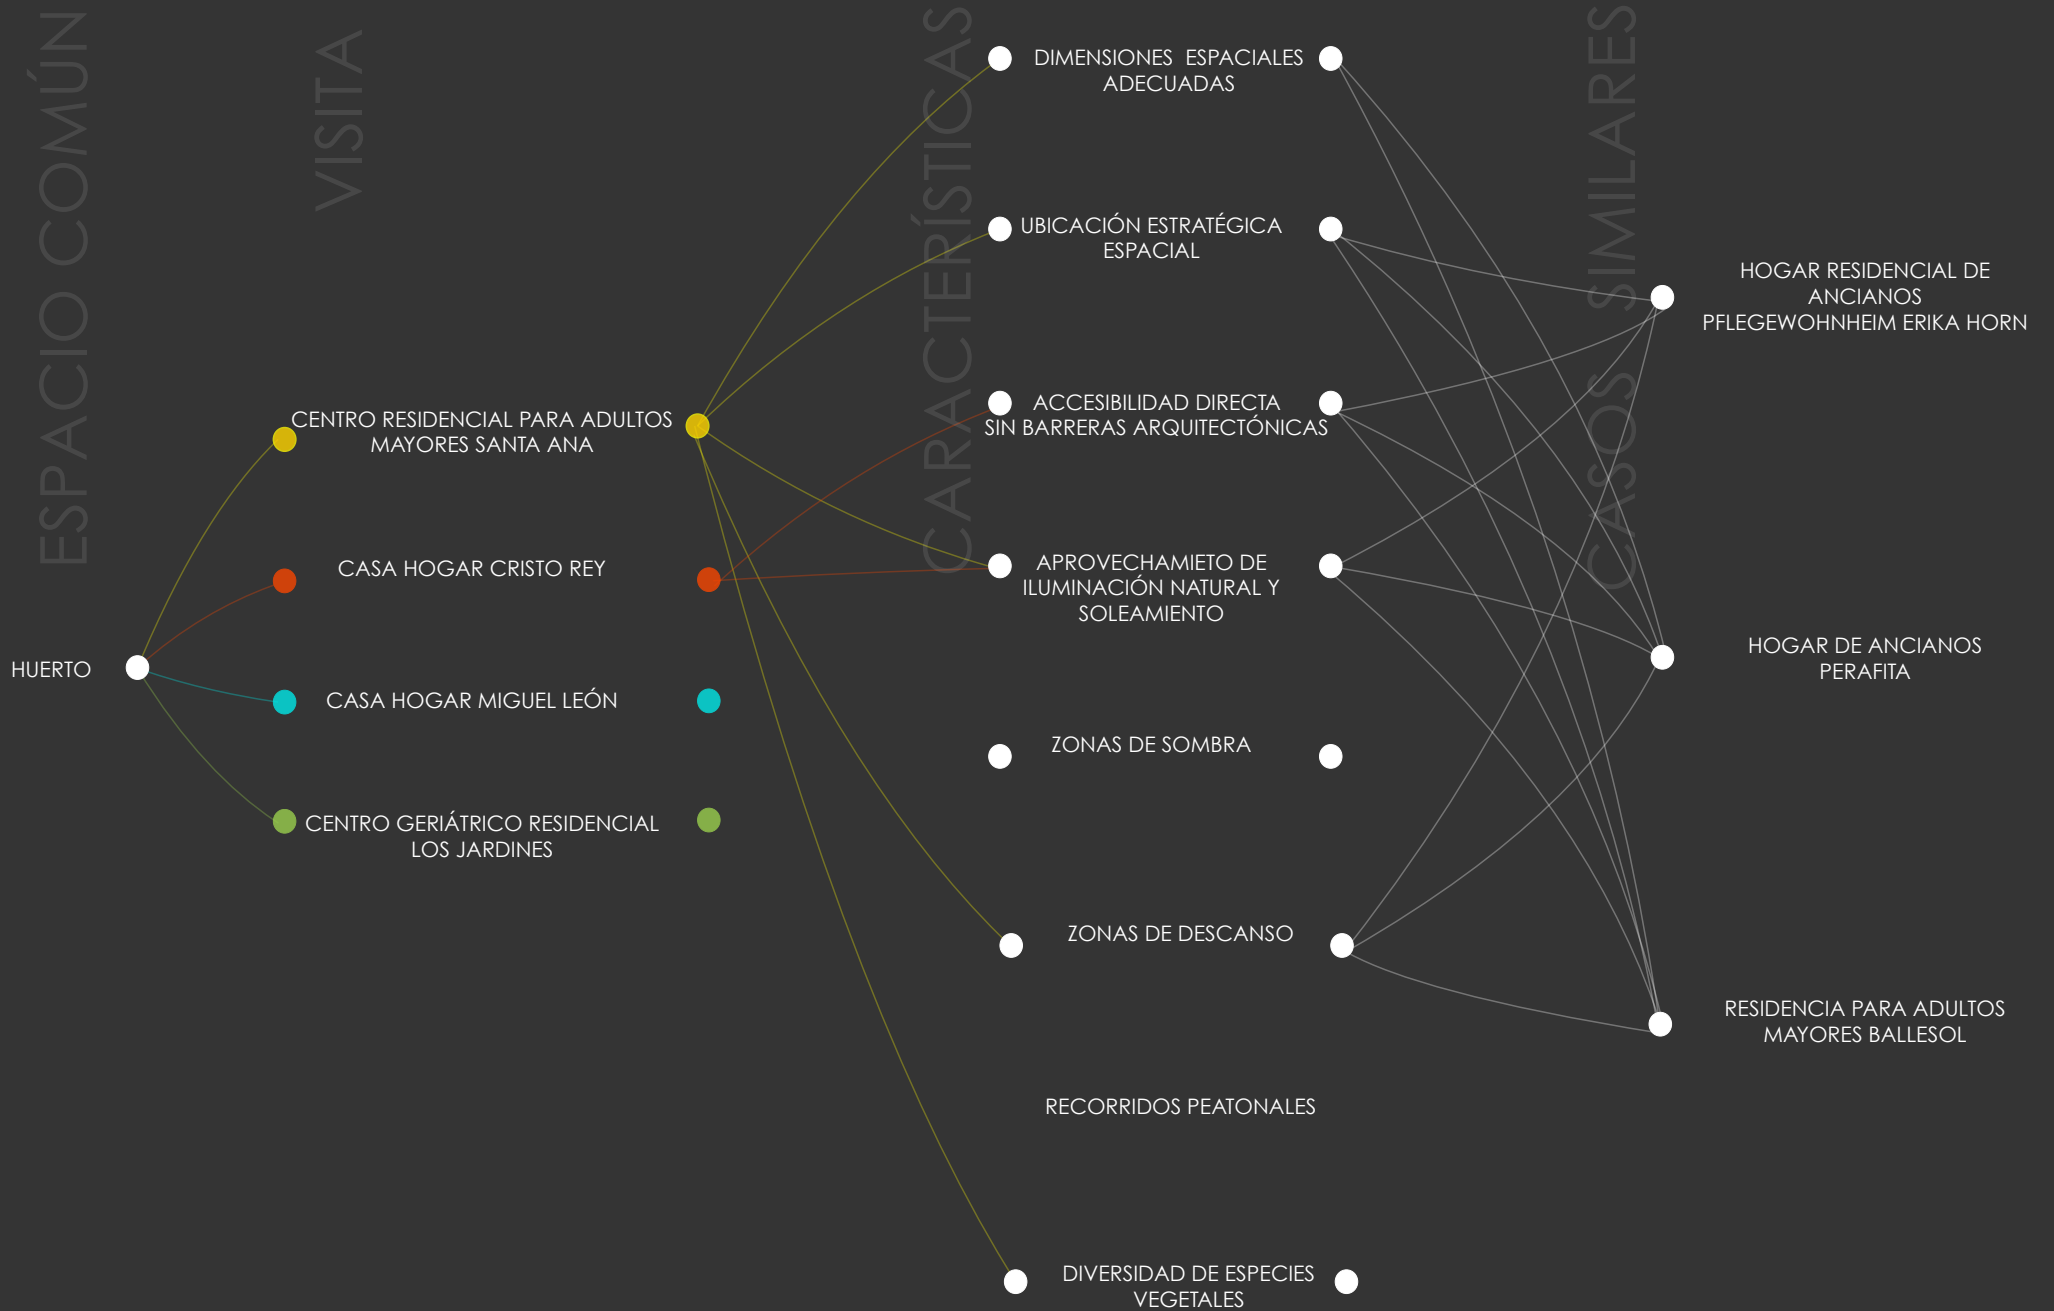 ESPACIO COMÚN
VISITA
CARACTERÍSTICAS
CASOS SIMILARES
HUERTO
CENTRO RESIDENCIAL PARA ADULTOS
MAYORES SANTA ANA
CASA HOGAR CRISTO REY
CASA HOGAR MIGUEL LEÓN
CENTRO GERIÁTRICO RESIDENCIAL
LOS JARDINES
DIMENSIONES ESPACIALES
ADECUADAS
UBICACIÓN ESTRATÉGICA
ESPACIAL
ACCESIBILIDAD DIRECTA
SIN BARRERAS ARQUITECTÓNICAS
APROVECHAMIETO DE
ILUMINACIÓN NATURAL Y
SOLEAMIENTO
ZONAS DE SOMBRA
ZONAS DE DESCANSO
RECORRIDOS PEATONALES
DIVERSIDAD DE ESPECIES
VEGETALES
HOGAR RESIDENCIAL DE
ANCIANOS
PFLEGEWOHNHEIM ERIKA HORN
HOGAR DE ANCIANOS
PERAFITA
RESIDENCIA PARA ADULTOS
MAYORES BALLESOL